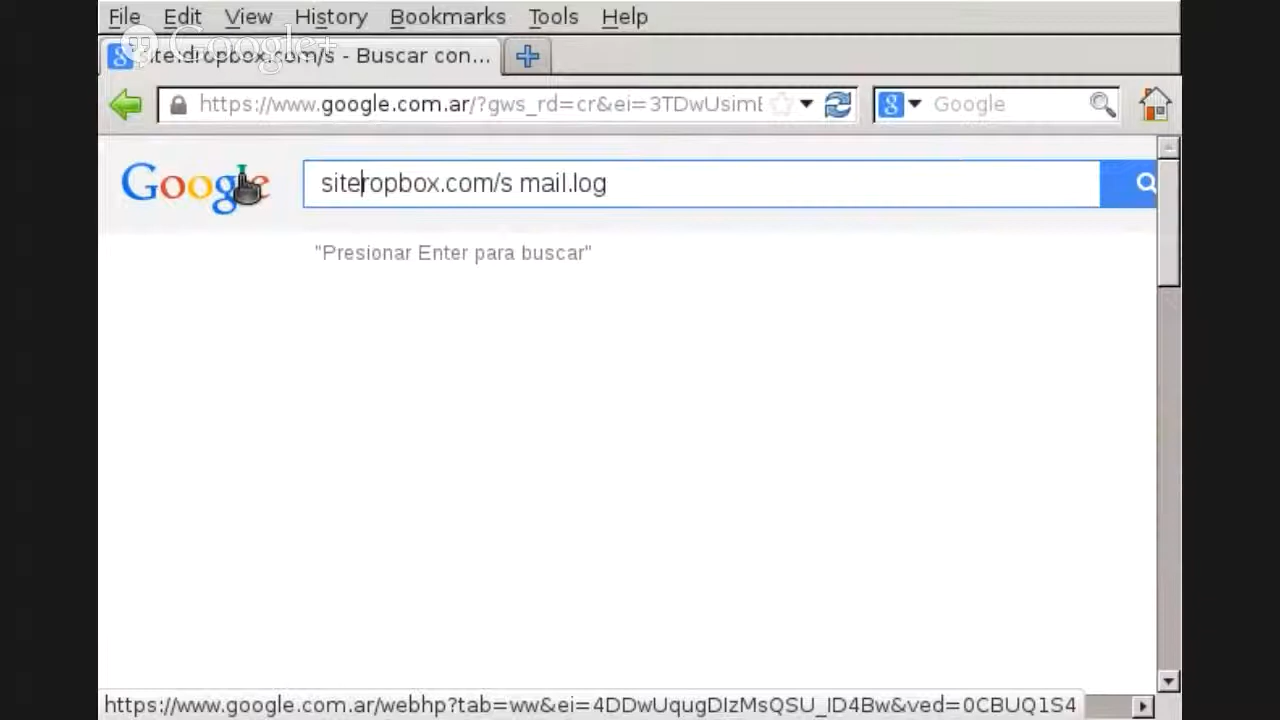 File Edit View History Bookmarks Tools Help
Google+
site:dropbox.com/s - Buscar con...
https://www.google.com.ar/?gws_rd=cr&ei=3TDwUsimE
Google
Google
siteropbox.com/s mail.log
"Presionar Enter para buscar"
https://www.google.com.ar/webhp?tab=ww&ei=4DDwUqugDIzMsQSU_ID4Bw&ved=0CBUQ1S4